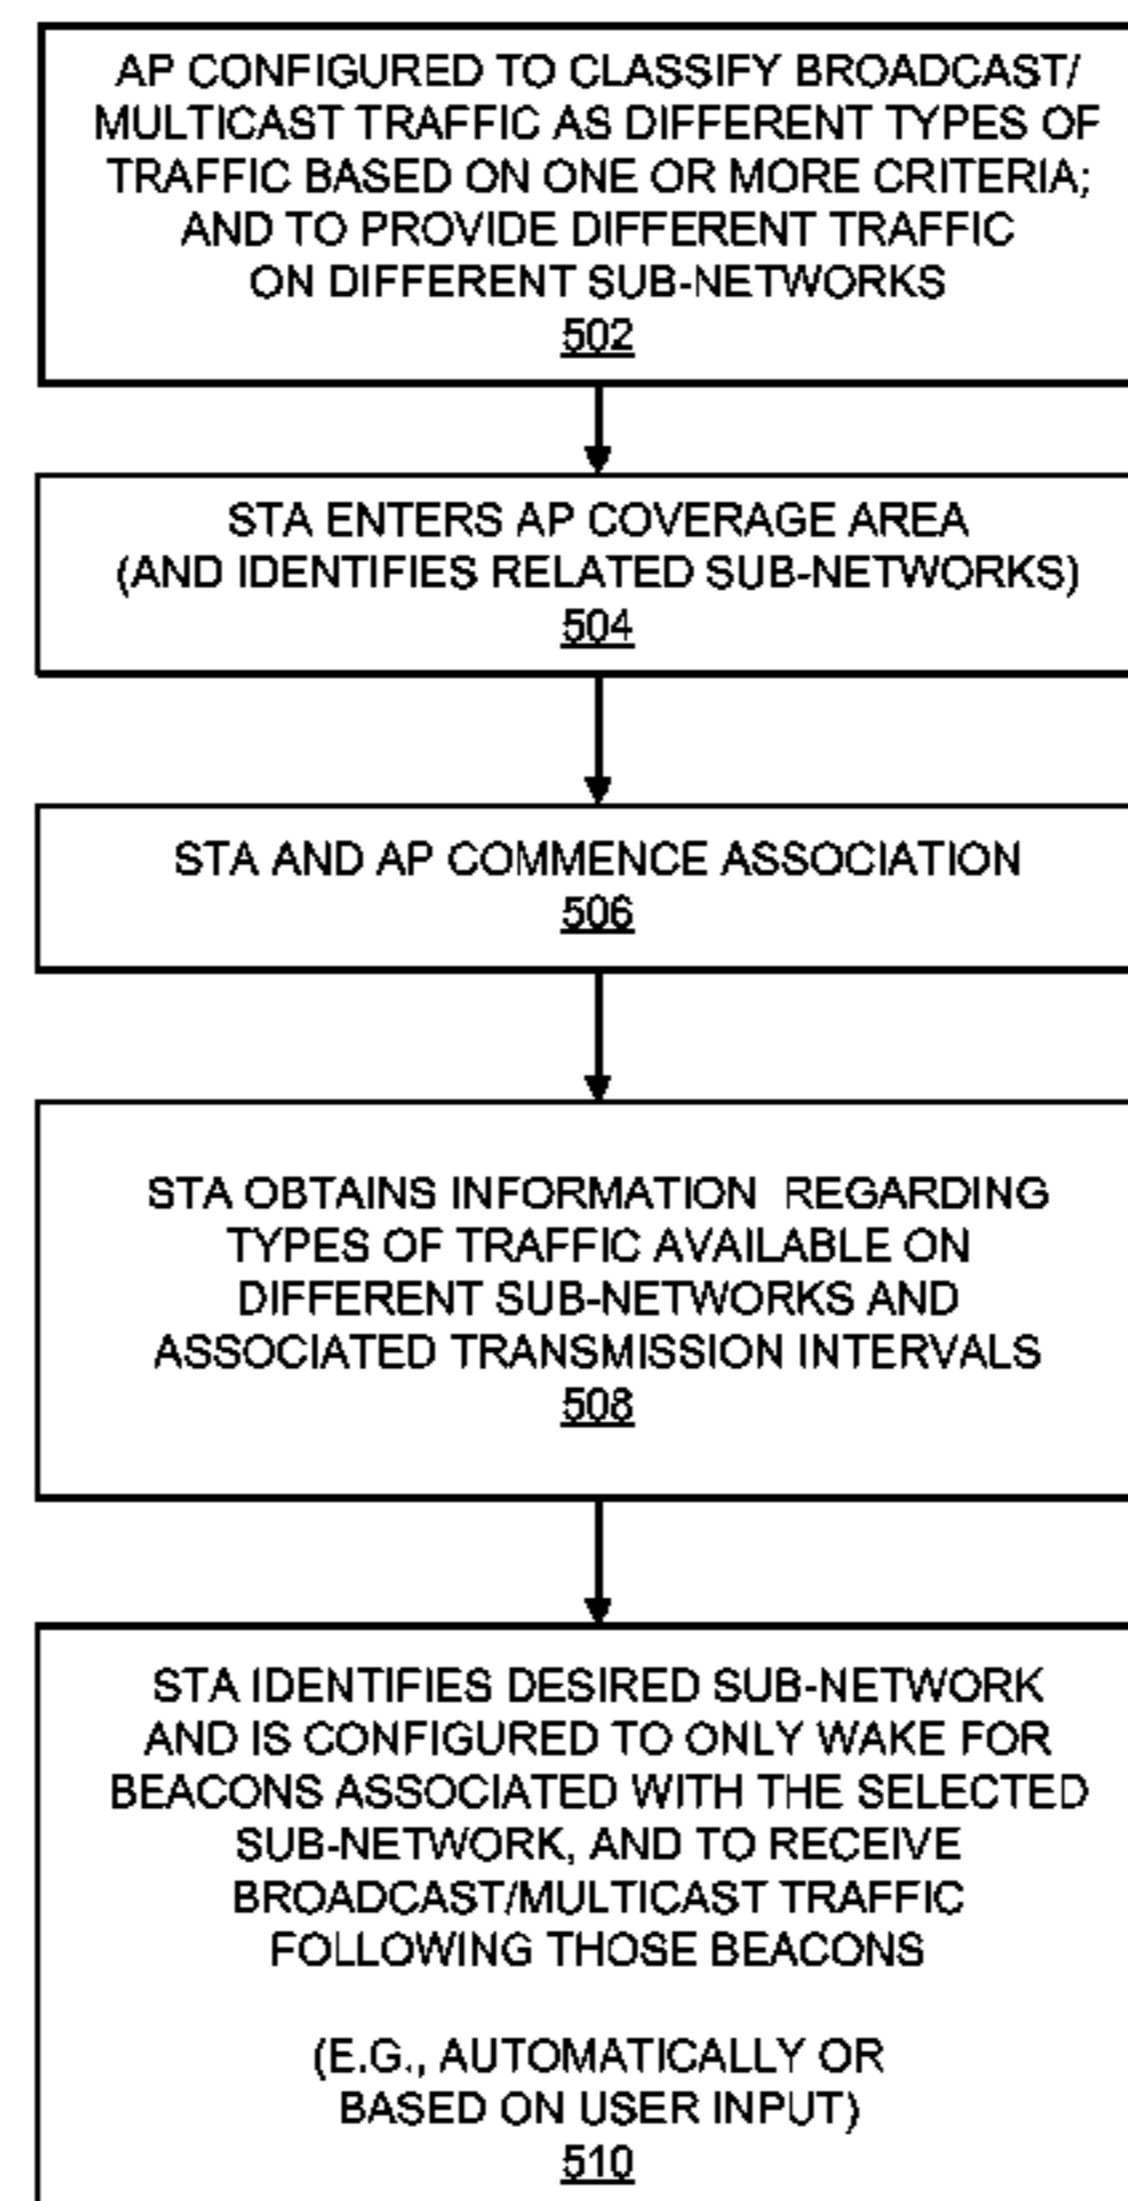 AP CONFIGURED TO CLASSIFY BROADCAST/
MULTICAST TRAFFIC AS DIFFERENT TYPES OF
TRAFFIC BASED ON ONE OR MORE CRITERIA;
AND TO PROVIDE DIFFERENT TRAFFIC
ON DIFFERENT SUB-NETWORKS
502
STA ENTERS AP COVERAGE AREA
(AND IDENTIFIES RELATED SUB-NETWORKS)
504
STA AND AP COMMENCE ASSOCIATION
506
STA OBTAINS INFORMATION REGARDING
TYPES OF TRAFFIC AVAILABLE ON
DIFFERENT SUB-NETWORKS AND
ASSOCIATED TRANSMISSION INTERVALS
508
STA IDENTIFIES DESIRED SUB-NETWORK
AND IS CONFIGURED TO ONLY WAKE FOR
BEACONS ASSOCIATED WITH THE SELECTED
SUB-NETWORK, AND TO RECEIVE
BROADCAST/MULTICAST TRAFFIC
FOLLOWING THOSE BEACONS
(E.G., AUTOMATICALLY OR
BASED ON USER INPUT)
510